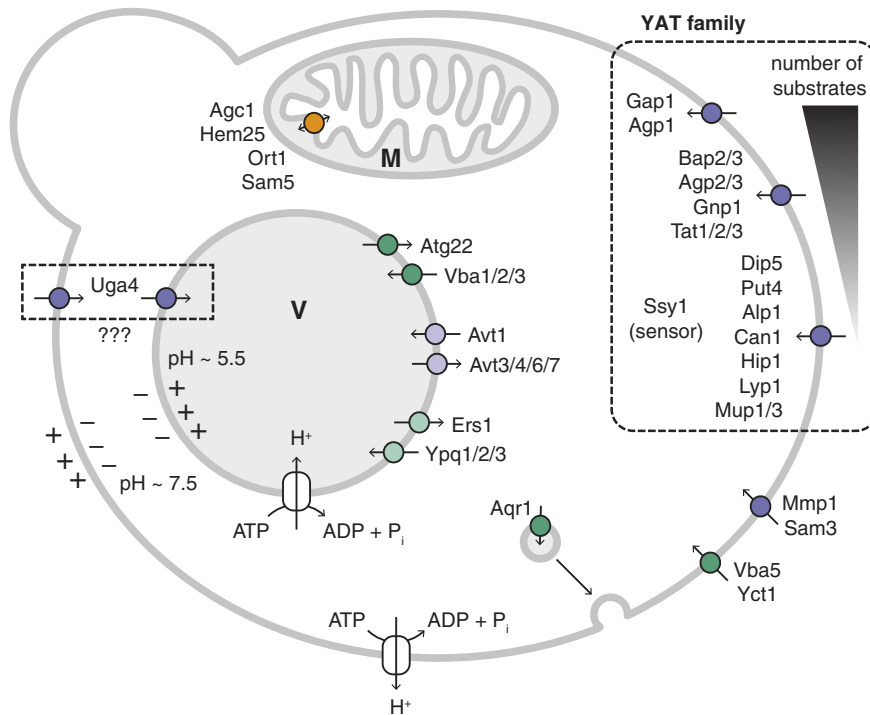 YAT family
number of
substrates
Gap1
Agp1
Bap2/3
Agp2/3
Gnp1
Tat1/2/3
Dip5
Put4
Alp1
Can1
Hip1
Lyp1
Mup1/3
Ssy1
(sensor)
Agc1
Hem25
Ort1
Sam5
M
Atg22
Vba1/2/3
Uga4
???
V
Avt1
Avt3/4/6/7
pH ~ 5.5
+
+
+
–
–
–
Ers1
Ypq1/2/3
+
+
+
–
–
–
pH ~ 7.5
H⁺
ATP
ADP + Pᵢ
Aqr1
Mmp1
Sam3
Vba5
Yct1
ATP
ADP + Pᵢ
H⁺